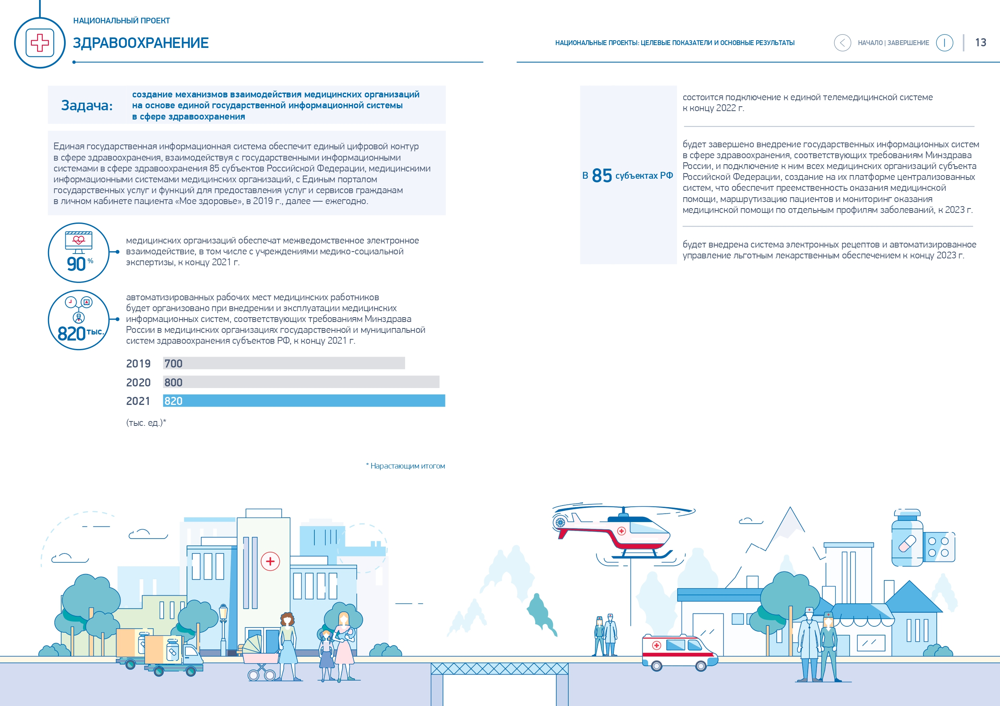 НАЦИОНАЛЬНЫЙ ПРОЕКТ
ЗДРАВООХРАНЕНИЕ
НАЦИОНАЛЬНЫЕ ПРОЕКТЫ: ЦЕЛЕВЫЕ ПОКАЗАТЕЛИ И ОСНОВНЫЕ РЕЗУЛЬТАТЫ
НАЧАЛО | ЗАВЕРШЕНИЕ
13
Задача:
создание механизмов взаимодействия медицинских организаций
на основе единой государственной информационной системы
в сфере здравоохранения
Единая государственная информационная система обеспечит единый цифровой контур
в сфере здравоохранения, взаимодействуя с государственными информационными
системами в сфере здравоохранения 85 субъектов Российской Федерации, медицинскими
информационными системами медицинских организаций, с Единым порталом
государственных услуг и функций для предоставления услуг и сервисов гражданам
в личном кабинете пациента «Мое здоровье», в 2019 г., далее — ежегодно.
90 %
медицинских организаций обеспечат межведомственное электронное
взаимодействие, в том числе с учреждениями медико-социальной
экспертизы, к концу 2021 г.
820 тыс.
автоматизированных рабочих мест медицинских работников
будет организовано при внедрении и эксплуатации медицинских
информационных систем, соответствующих требованиям Минздрава
России в медицинских организациях государственной и муниципальной
систем здравоохранения субъектов РФ, к концу 2021 г.
2019 700
2020 800
2021 820
(тыс. ед.)*
* Нарастающим итогом
В 85 субъектах РФ
состоится подключение к единой телемедицинской системе
к концу 2022 г.
будет завершено внедрение государственных информационных систем
в сфере здравоохранения, соответствующих требованиям Минздрава
России, и подключение к ним всех медицинских организаций субъекта
Российской Федерации, создание на их платформе централизованных
систем, что обеспечит преемственность оказания медицинской
помощи, маршрутизацию пациентов и мониторинг оказания
медицинской помощи по отдельным профилям заболеваний, к 2023 г.
будет внедрена система электронных рецептов и автоматизированное
управление льготным лекарственным обеспечением к концу 2023 г.